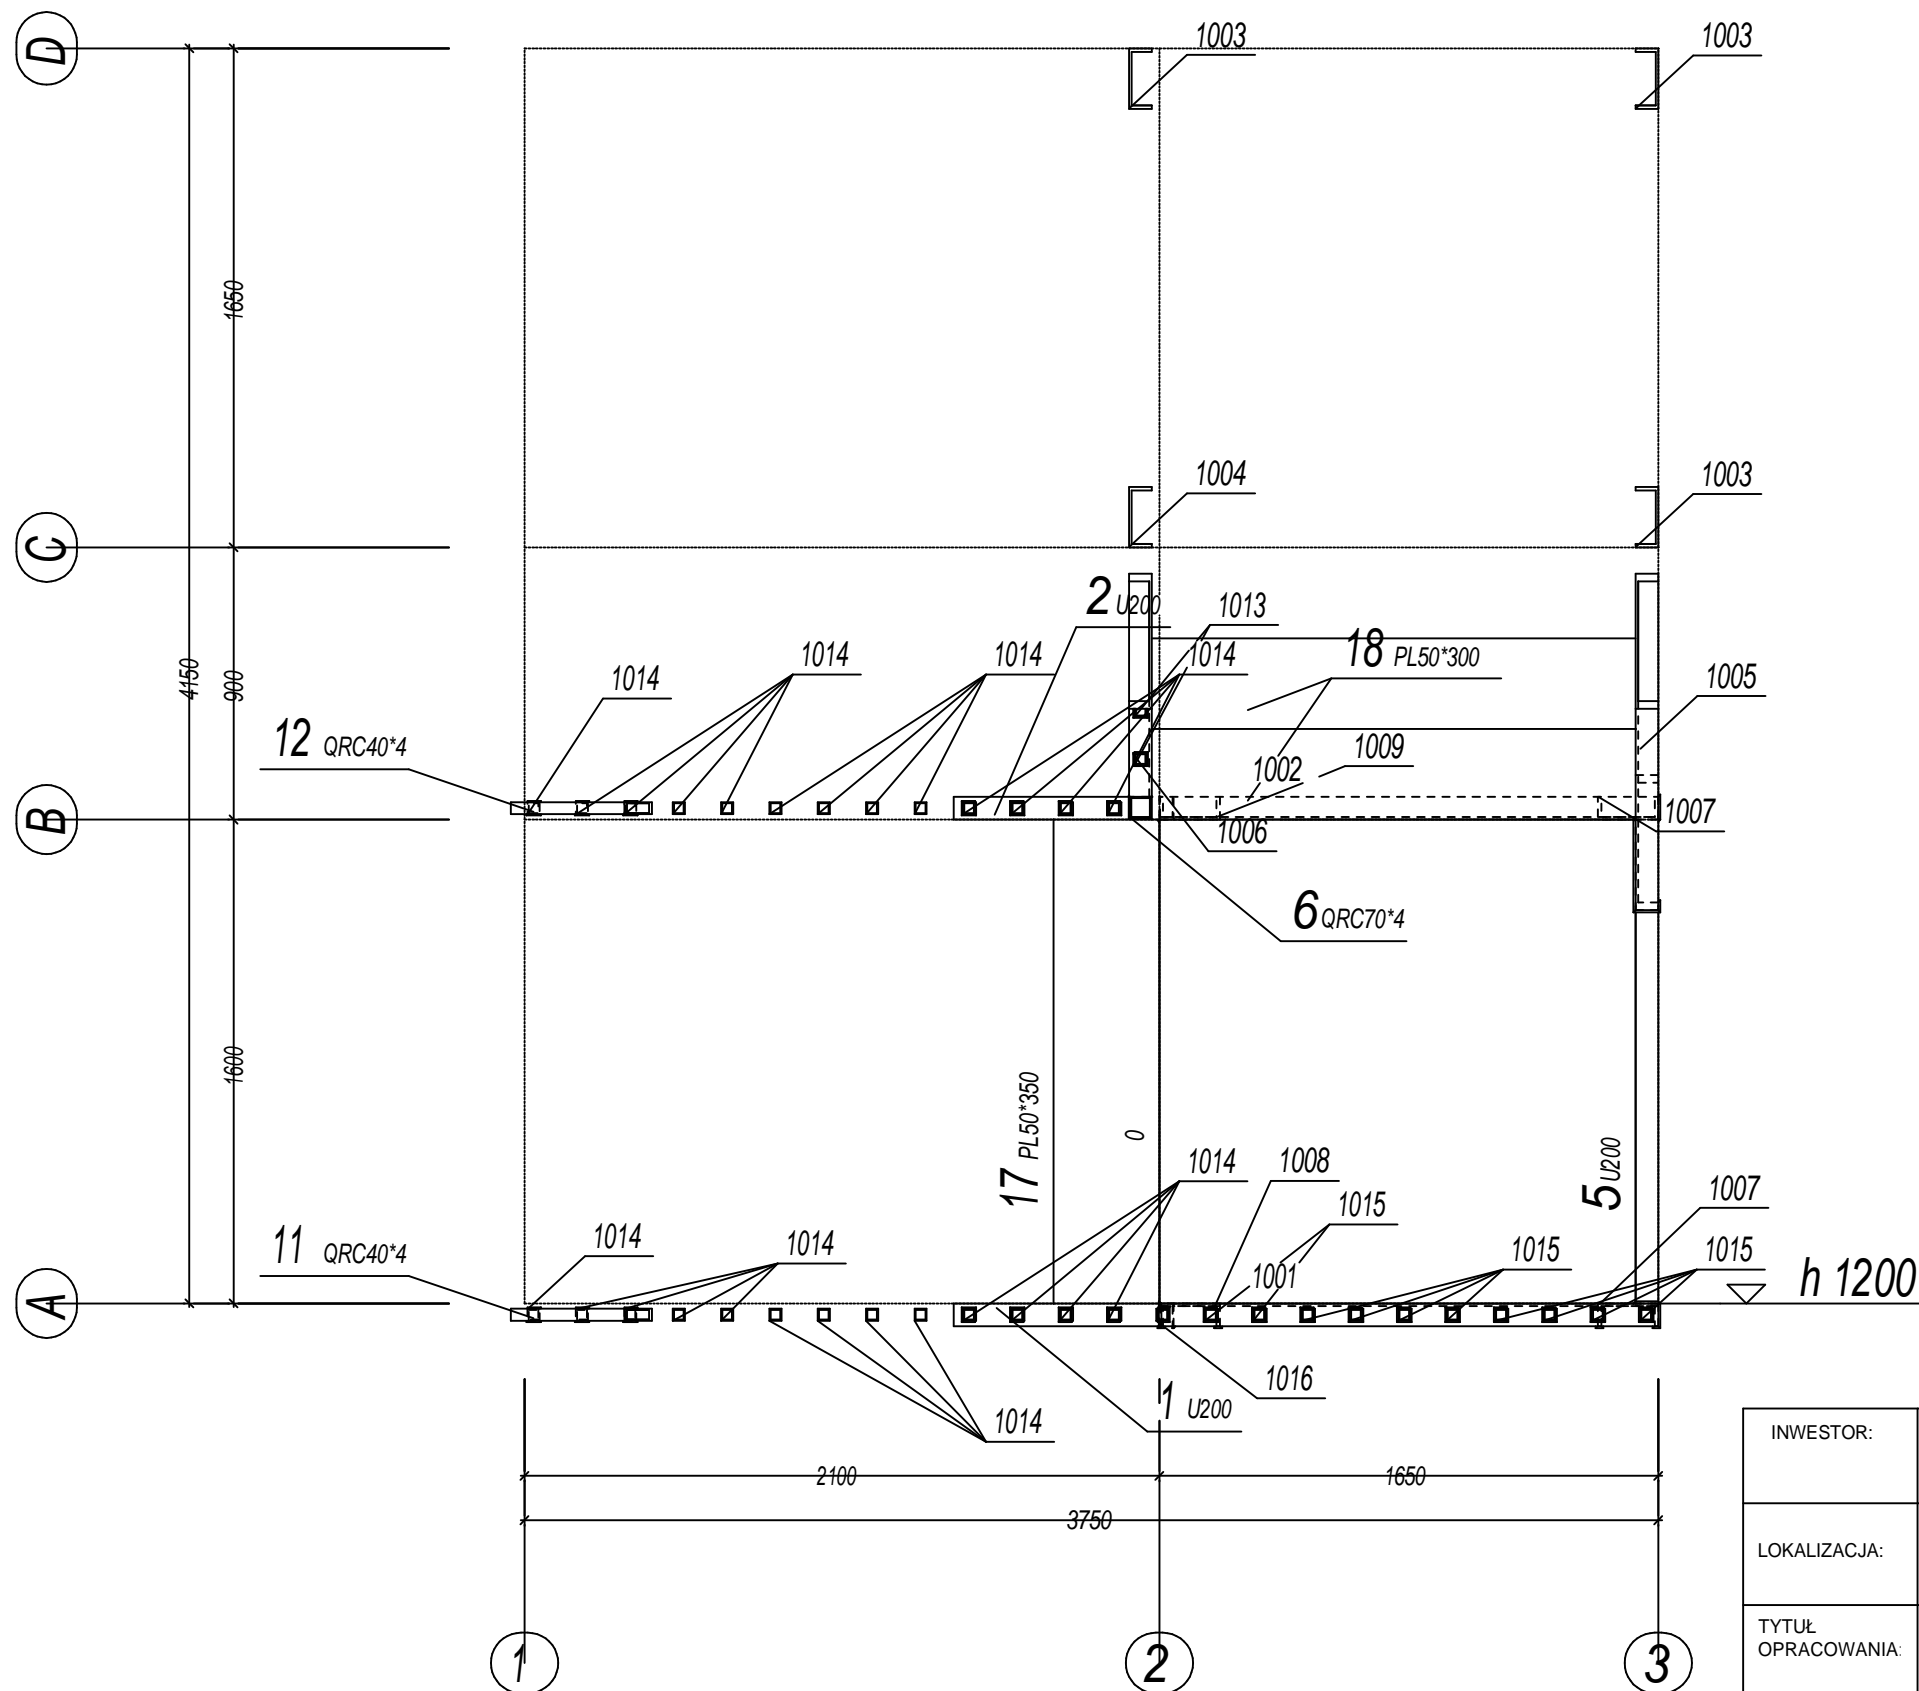 D
1003
1003
1650
1004
1003
C
2 U200
1013
1014
1014
1014
18 PL50*300
4150
900
1014
1005
12 QRC40*4
1009
1002
B
1006
1007
6 QRC70*4
1600
17 PL50*350
0
5 U200
1014
1008
1007
1015
11 QRC40*4
1014
1014
1001
1015
1015
A
h 1200
1016
1 U200
1014
INWESTOR:
2100
1650
3750
LOKALIZACJA:
TYTUŁ
OPRACOWANIA:
1
2
3